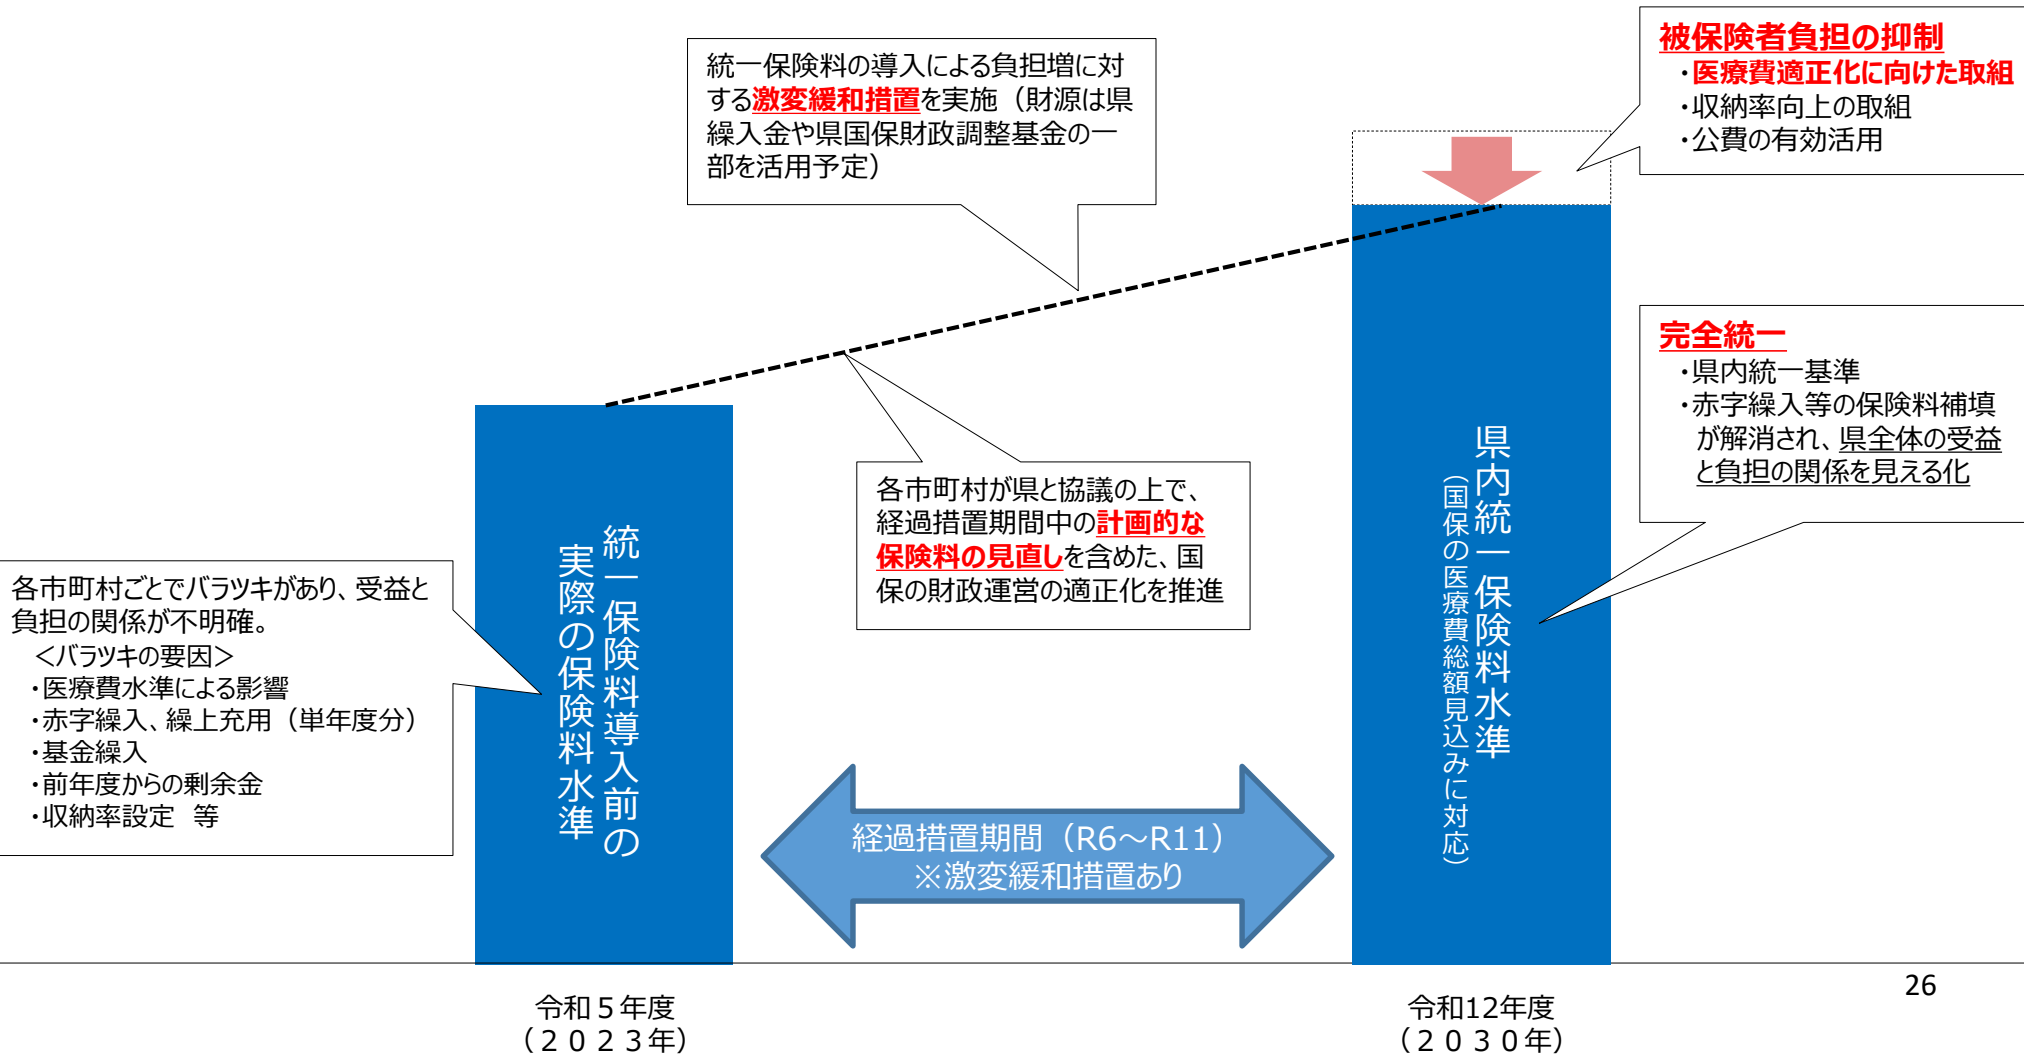 統一保険料の導入による負担増に対
する激変緩和措置を実施（財源は県
繰入金や県国保財政調整基金の一
部を活用予定）
被保険者負担の抑制
・医療費適正化に向けた取組
・収納率向上の取組
・公費の有効活用
完全統一
・県内統一基準
・赤字繰入等の保険料補填
が解消され、県全体の受益
と負担の関係を見える化
各市町村が県と協議の上で、
経過措置期間中の計画的な
保険料の見直しを含めた、国
保の財政運営の適正化を推進
各市町村ごとでバラツキがあり、受益と
負担の関係が不明確。
＜バラツキの要因＞
・医療費水準による影響
・赤字繰入、繰上充用（単年度分）
・基金繰入
・前年度からの剰余金
・収納率設定　等
統一保険料導入前の
実際の保険料水準
県内統一保険料水準
（国保の医療費総額見込みに対応）
経過措置期間（R6～R11）
※激変緩和措置あり
令和５年度
（２０２３年）
令和12年度
（２０３０年）
26